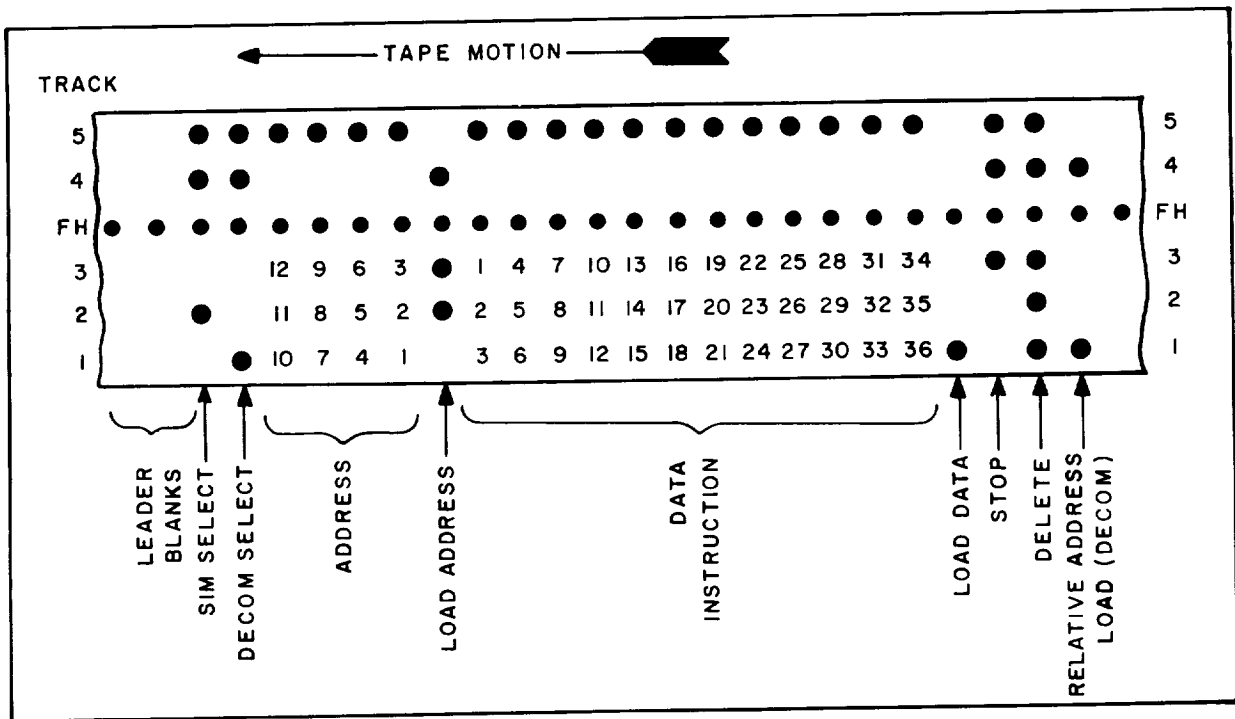 TAPE MOTION
TRACK
5 5
4 4
FH FH
3 12 9 6 3 1 4 7 10 13 16 19 22 25 28 31 34 3
2 11 8 5 2 2 5 8 11 14 17 20 23 26 29 32 35 2
1 10 7 4 1 3 6 9 12 15 18 21 24 27 30 33 36 1
LEADER
BLANKS
SIM SELECT
DECOM SELECT
ADDRESS
LOAD ADDRESS
DATA
INSTRUCTION
LOAD DATA
STOP
DELETE
RELATIVE ADDRESS
LOAD (DECOM)